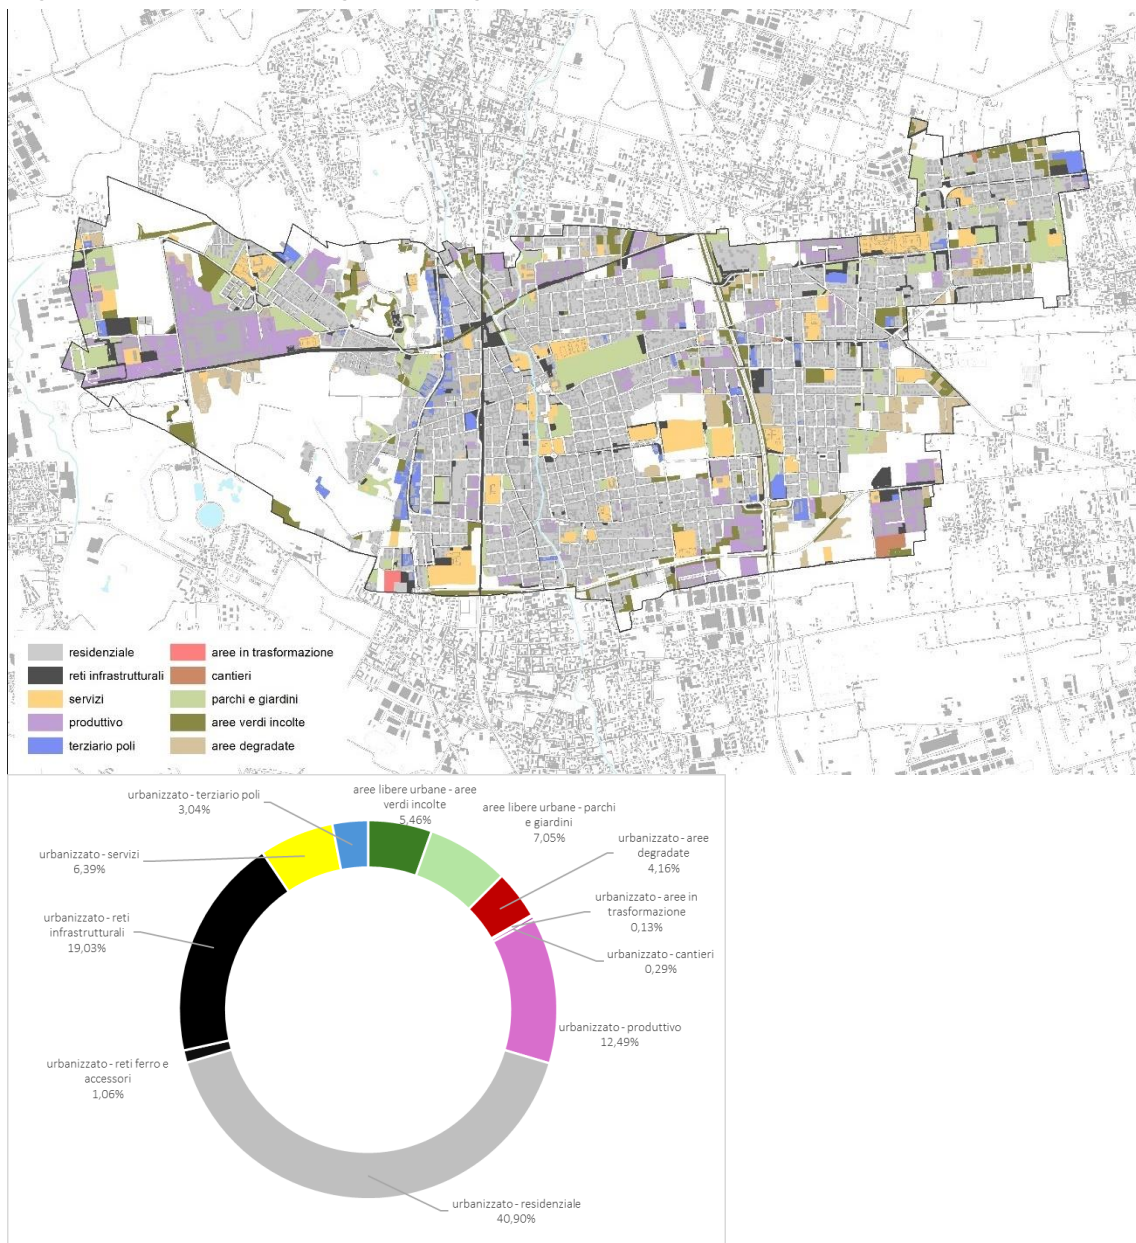 residenziale
reti infrastrutturali
servizi
produttivo
terziario poli
aree in trasformazione
cantieri
parchi e giardini
aree verdi incolte
aree degradate
urbanizzato - terziario poli
3,04%
aree libere urbane - aree
verdi incolte
5,46%
aree libere urbane - parchi
e giardini
7,05%
urbanizzato - aree
degradate
4,16%
urbanizzato - aree in
trasformazione
0,13%
urbanizzato - cantieri
0,29%
urbanizzato - produttivo
12,49%
urbanizzato - servizi
6,39%
urbanizzato - reti
infrastrutturali
19,03%
urbanizzato - reti ferro e
accessori
1,06%
urbanizzato - residenziale
40,90%